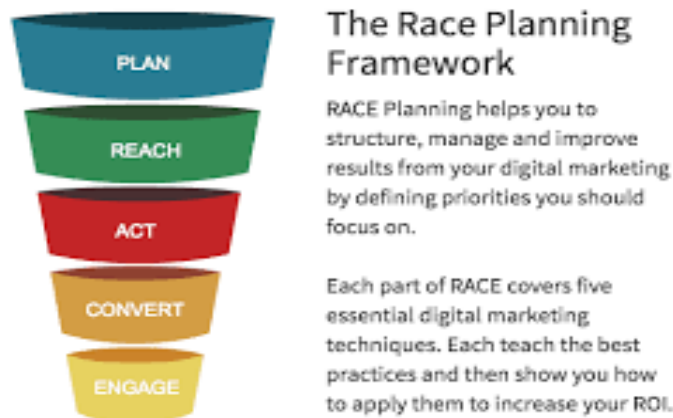 PLAN
REACH
ACT
CONVERT
ENGAGE
The Race Planning
Framework
RACE Planning helps you to
structure, manage and improve
results from your digital marketing
by defining priorities you should
focus on.
Each part of RACE covers five
essential digital marketing
techniques. Each teach the best
practices and then show you how
to apply them to increase your ROI.